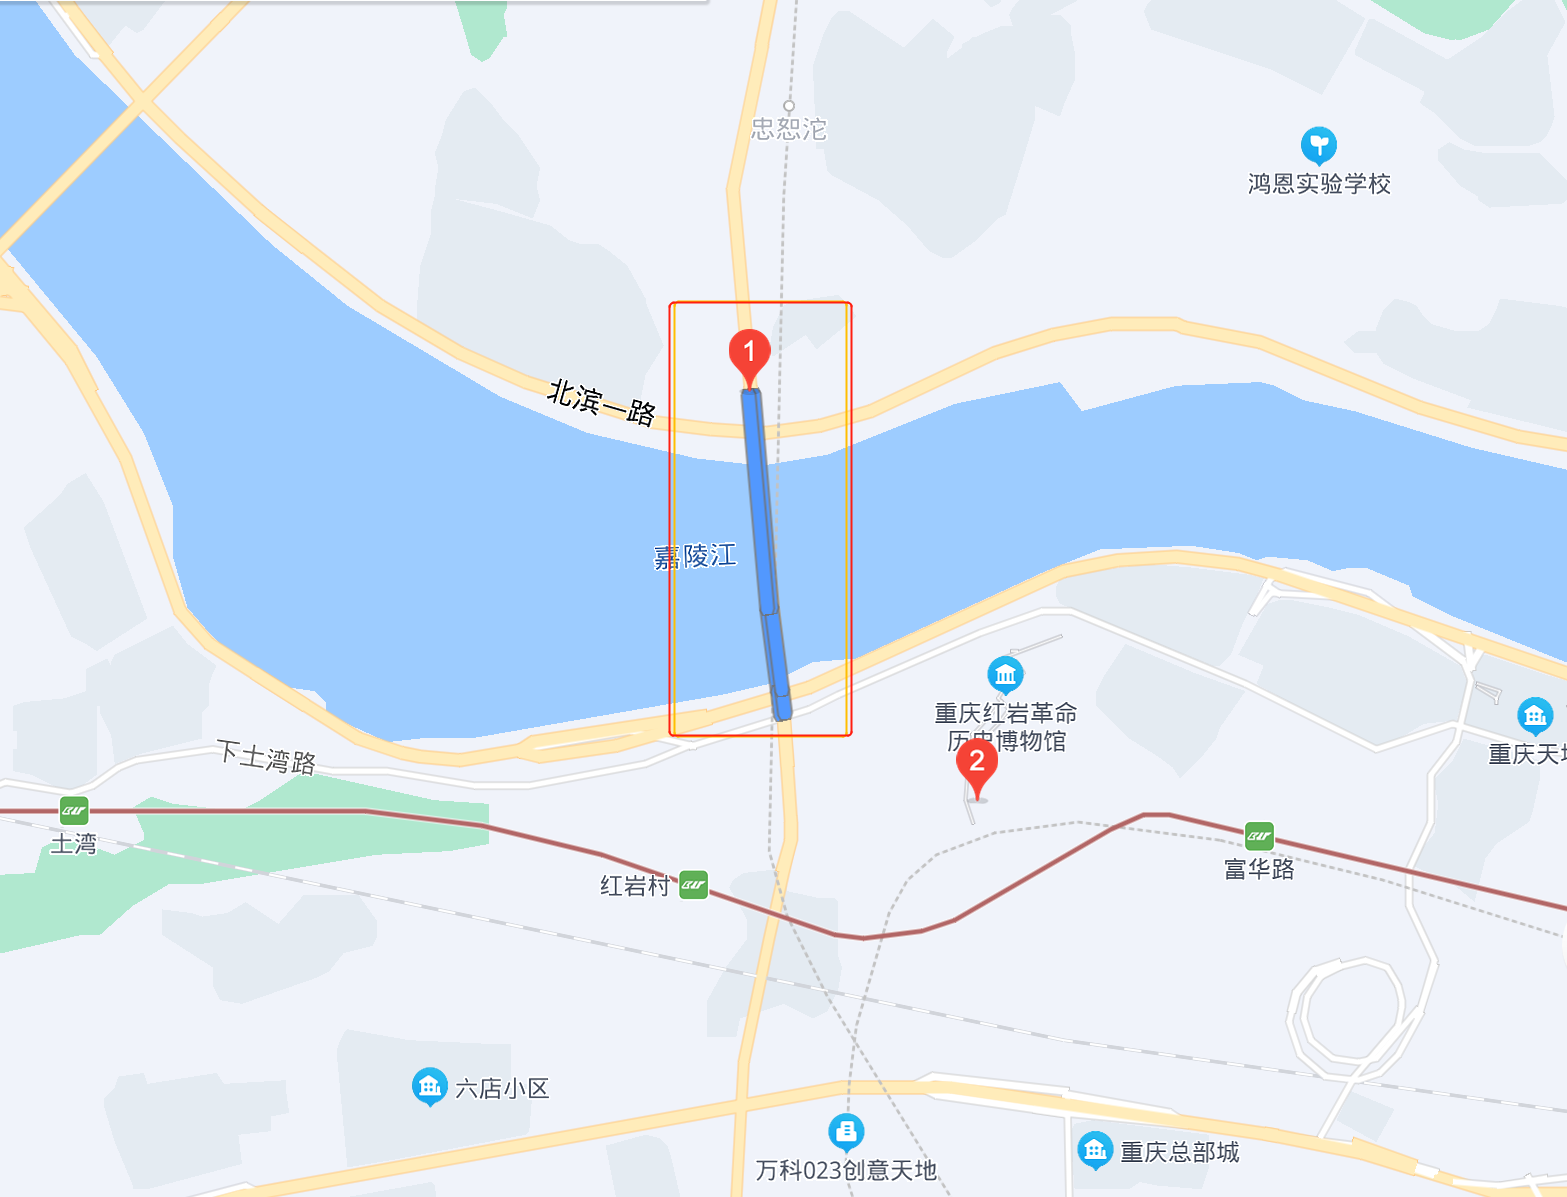 忠恕沱
鸿恩实验学校
1
北滨一路
嘉陵江
重庆红岩革命
历史博物馆
2
重庆天地
下土湾路
土湾
红岩村
富华路
六店小区
万科023创意天地
重庆总部城